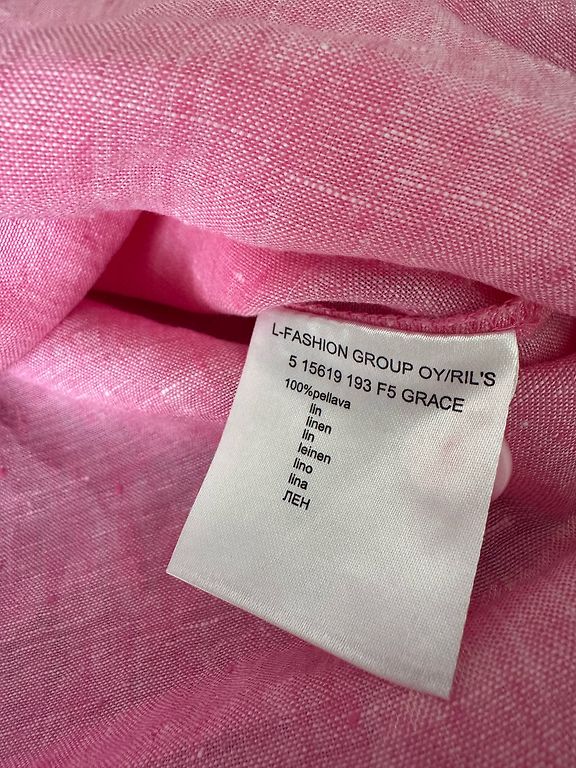 L-FASHION GROUP OY/RIL'S
5 15619 193 F5 GRACE
100%pellava
lin
linen
lin
leinen
lino
lina
ЛЕН